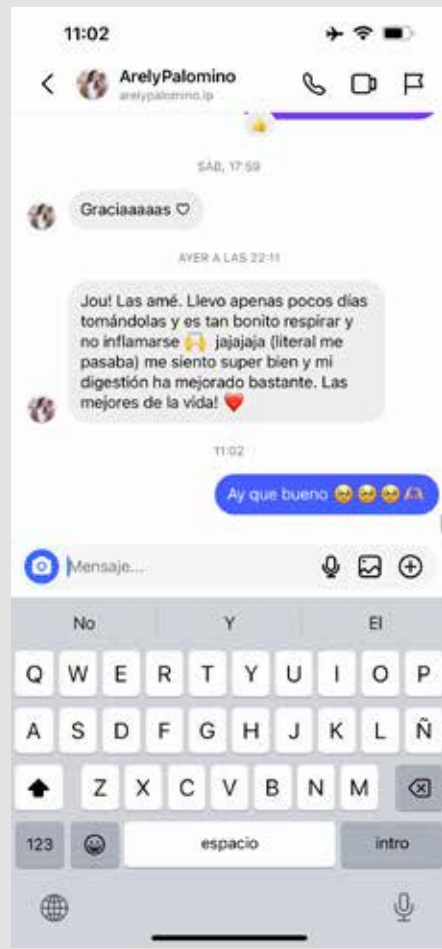 11:02
ArelyPalomino
arelypalomino.lp
SÁB, 17:59
Graciaaaaas ♡
AYER A LAS 22:11
Jou! Las amé. Llevo apenas pocos días
tomándolas y es tan bonito respirar y
no inflamarse 🙌 jajajaja (literal me
pasaba) me siento super bien y mi
digestión ha mejorado bastante. Las
mejores de la vida! ❤️
11:02
Ay que bueno 🥹🥹🥹🫶
Mensaje...
No Y El
Q W E R T Y U I O P
A S D F G H J K L Ñ
Z X C V B N M
123 espacio intro